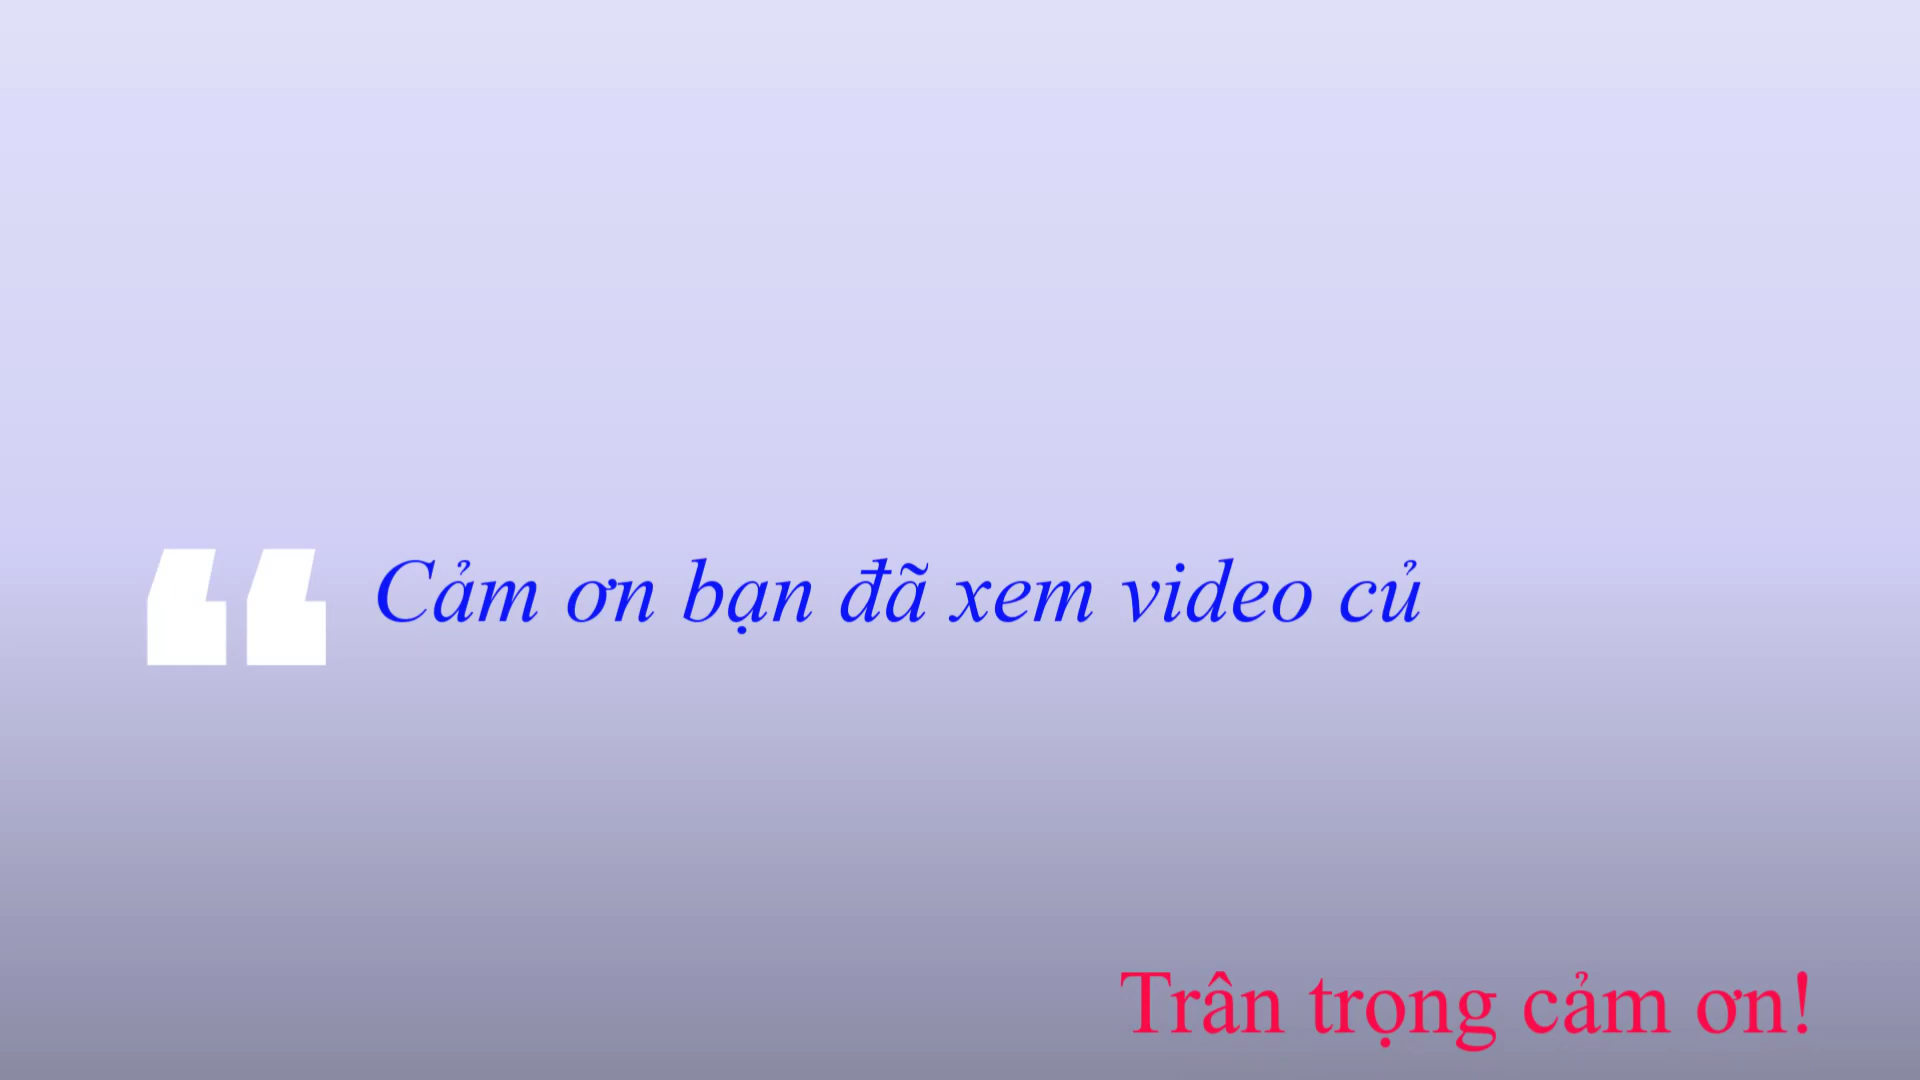 “ Cảm ơn bạn đã xem video củ
Trân trọng cảm ơn!